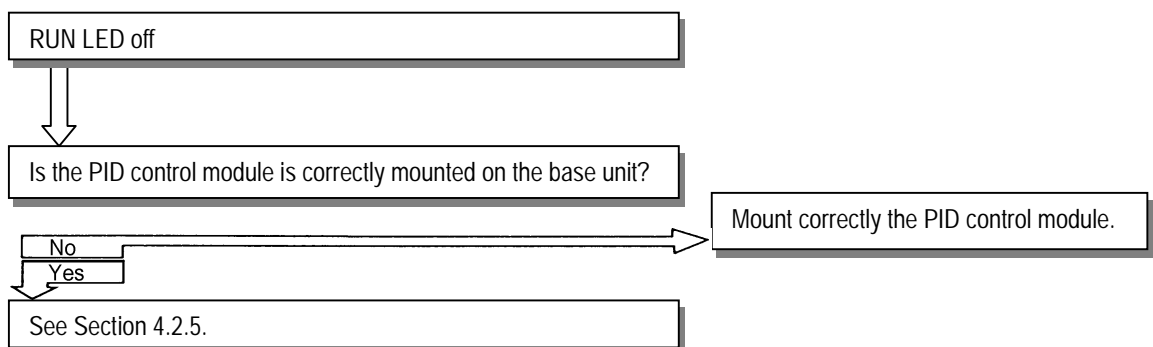 RUN LED off
Is the PID control module is correctly mounted on the base unit?
Mount correctly the PID control module.
No
Yes
See Section 4.2.5.